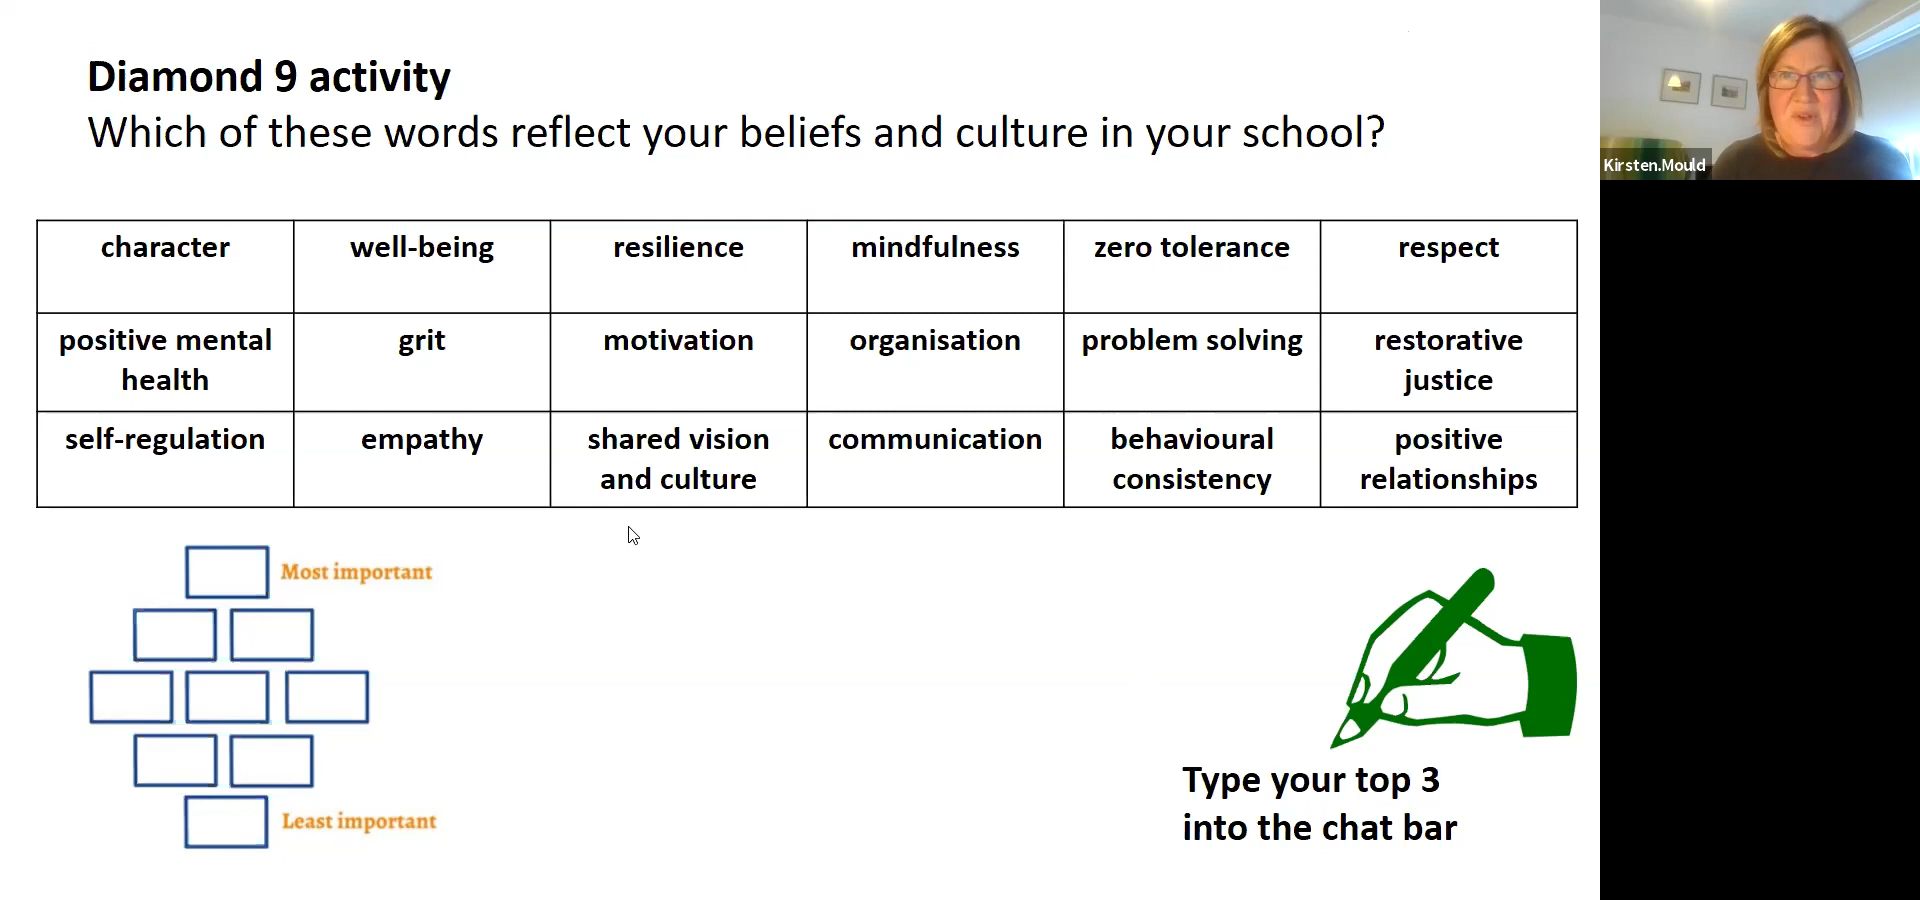 Diamond 9 activity
Which of these words reflect your beliefs and culture in your school?
Kirsten.Mould
character
well-being
resilience
mindfulness
zero tolerance
respect
positive mental
health
grit
motivation
organisation
problem solving
restorative
justice
self-regulation
empathy
shared vision
and culture
communication
behavioural
consistency
positive
relationships
Most important
Least important
Type your top 3
into the chat bar